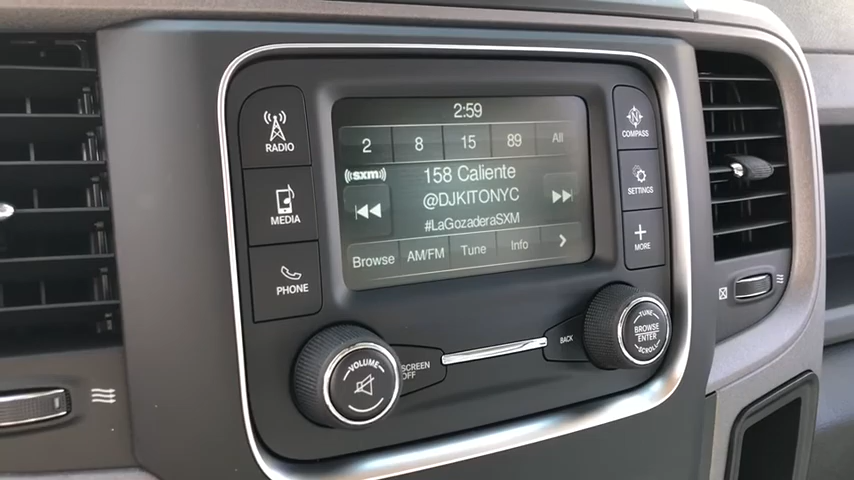 2:59
2 8 15 89 All
((sxm))
158 Caliente
@DJKITONYC
#LaGozaderaSXM
Browse AM/FM Tune Info
RADIO
MEDIA
PHONE
N
COMPASS
SETTINGS
MORE
VOLUME
SCREEN
OFF
BACK
TUNE
BROWSE
ENTER
SCROLL